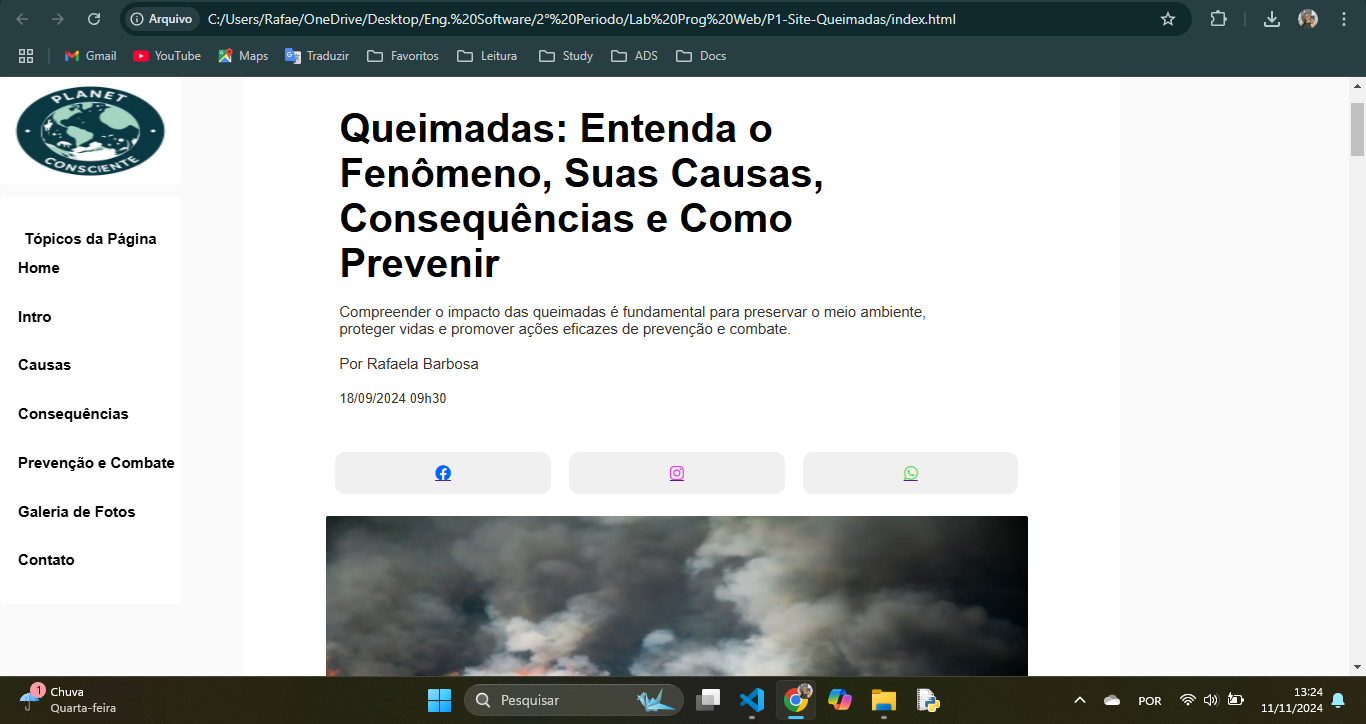 Arquivo
C:/Users/Rafae/OneDrive/Desktop/Eng.%20Software/2°%20Periodo/Lab%20Prog%20Web/P1-Site-Queimadas/index.html
Gmail
YouTube
Maps
Traduzir
Favoritos
Leitura
Study
ADS
Docs
PLANET
CONSCIENTE
Tópicos da Página
Home
Intro
Causas
Consequências
Prevenção e Combate
Galeria de Fotos
Contato
Queimadas: Entenda o
Fenômeno, Suas Causas,
Consequências e Como
Prevenir
Compreender o impacto das queimadas é fundamental para preservar o meio ambiente,
proteger vidas e promover ações eficazes de prevenção e combate.
Por Rafaela Barbosa
18/09/2024 09h30
1
Chuva
Quarta-feira
Pesquisar
POR
13:24
11/11/2024